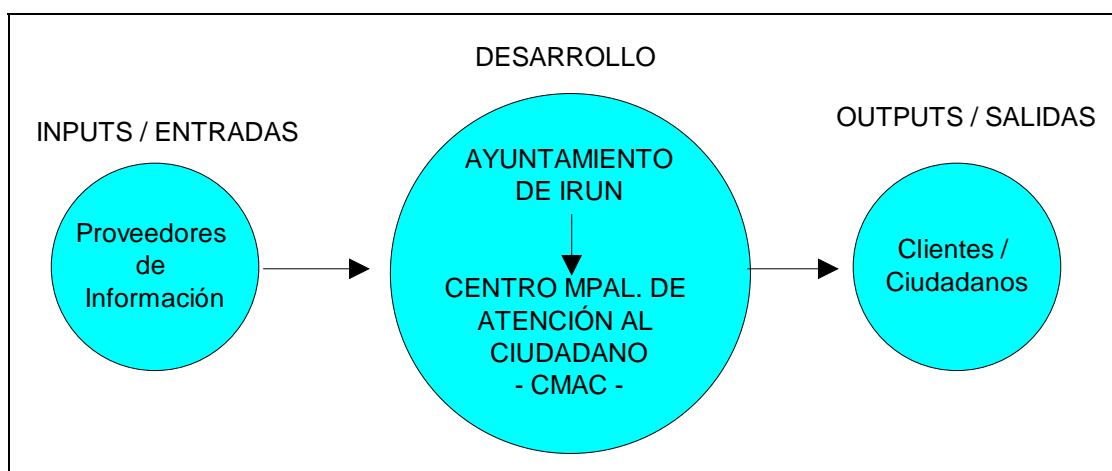 DESARROLLO
INPUTS / ENTRADAS
OUTPUTS / SALIDAS
Proveedores
de
Información
AYUNTAMIENTO
DE IRUN
CENTRO MPAL. DE
ATENCIÓN AL
CIUDADANO
- CMAC -
Clientes /
Ciudadanos